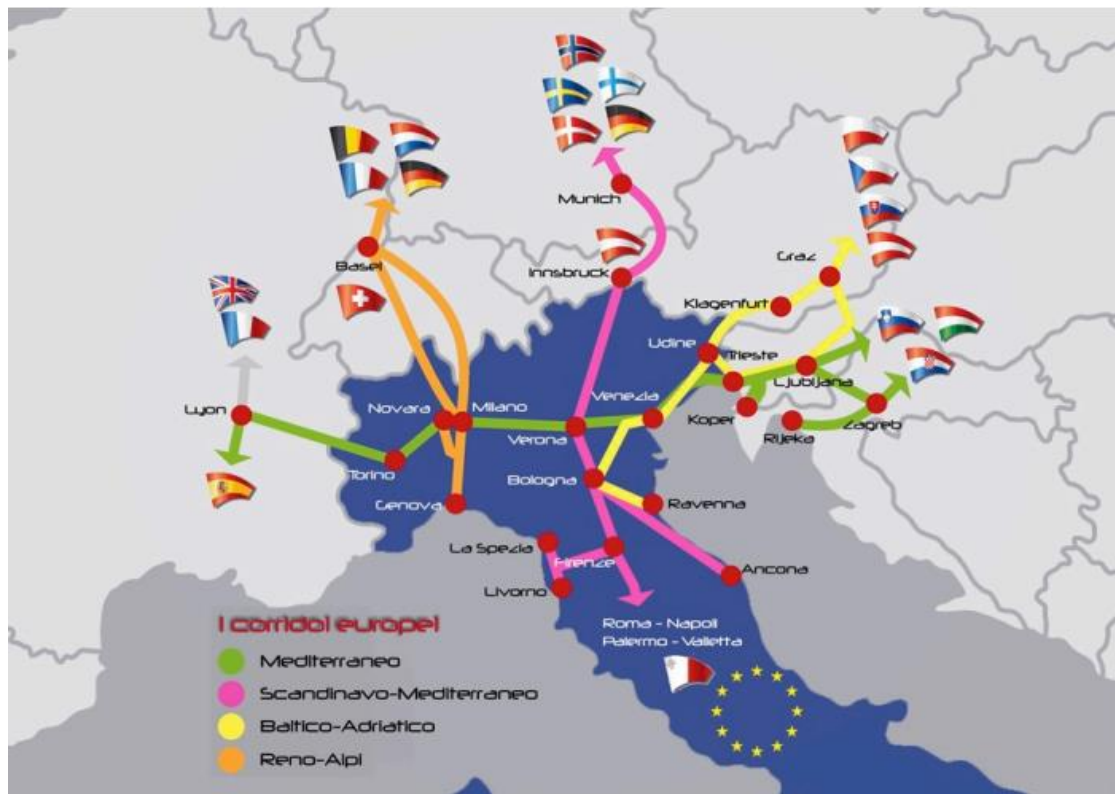 Munich
Basel
Innsbruck
Graz
Klagenfurt
Udine
Trieste
Ljubljana
Lyon
Novara
Milano
Venezia
Koper
Rijeka
Zagreb
Verona
Torino
Bologna
Genova
Ravenna
La Spezia
Firenze
Livorno
Ancona
Roma - Napoli
Palermo - Valletta
I corridoi europei
Mediterraneo
Scandinavo-Mediterraneo
Baltico-Adriatico
Reno-Alpi